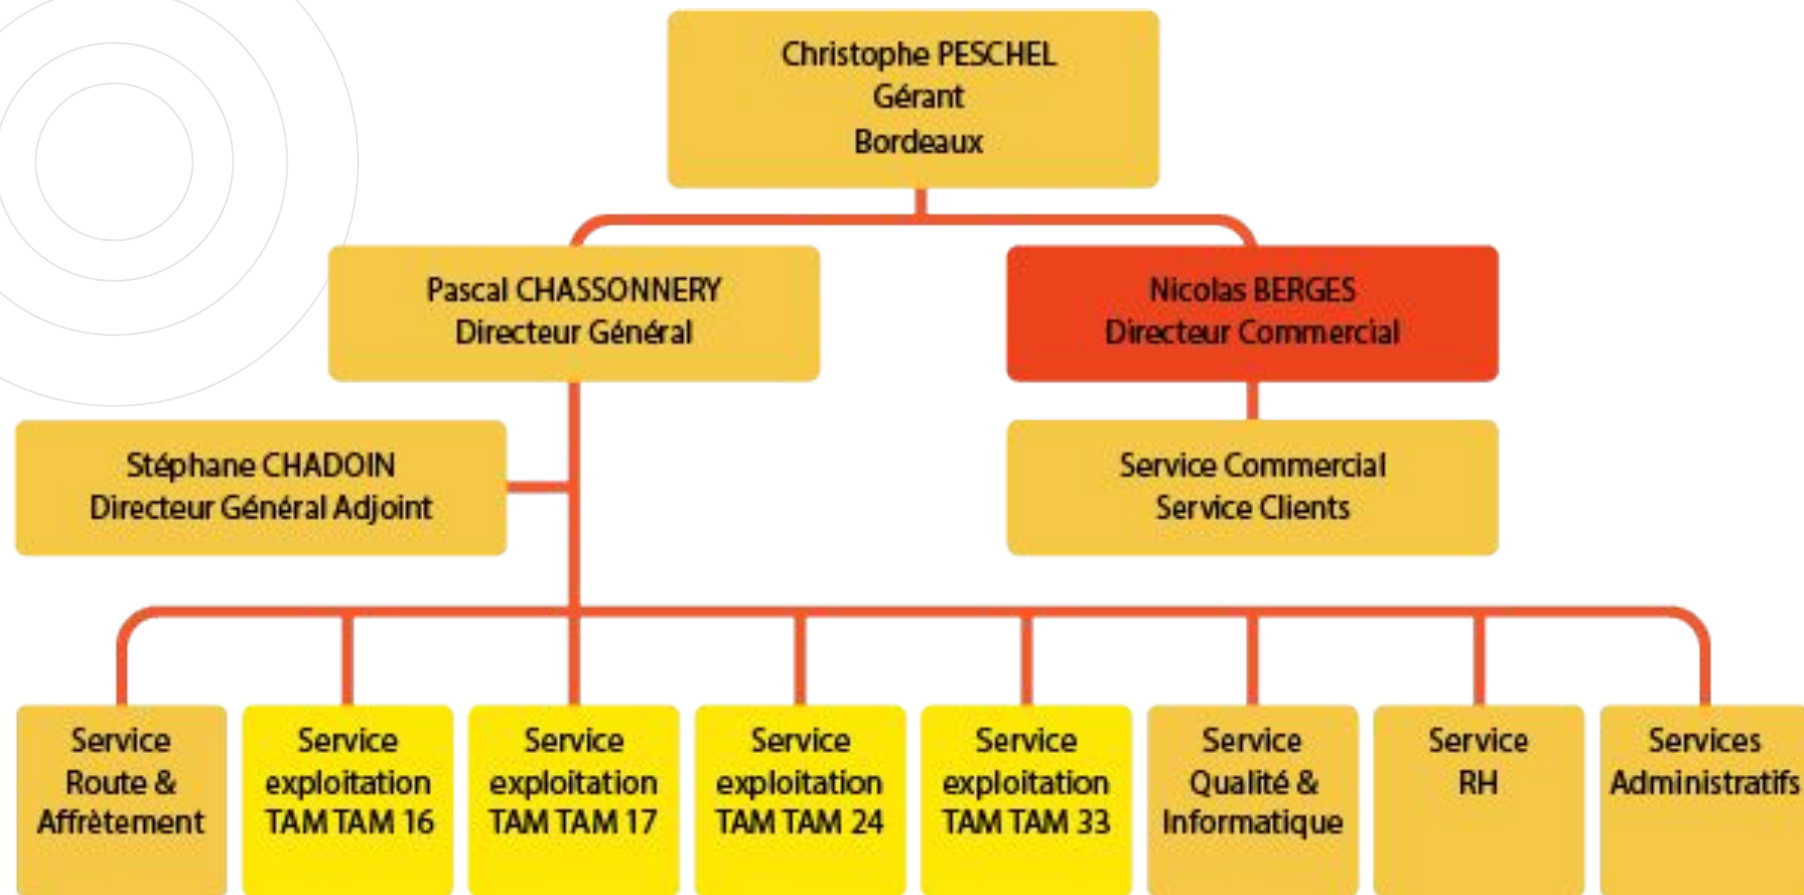 Christophe PESCHEL
Gérant
Bordeaux
Pascal CHASSONNERY
Directeur Général
Nicolas BERGES
Directeur Commercial
Stéphane CHADOIN
Directeur Général Adjoint
Service Commercial
Service Clients
Service
Route &
Affrètement
Service
exploitation
TAM TAM 16
Service
exploitation
TAM TAM 17
Service
exploitation
TAM TAM 24
Service
exploitation
TAM TAM 33
Service
Qualité &
Informatique
Service
RH
Services
Administratifs